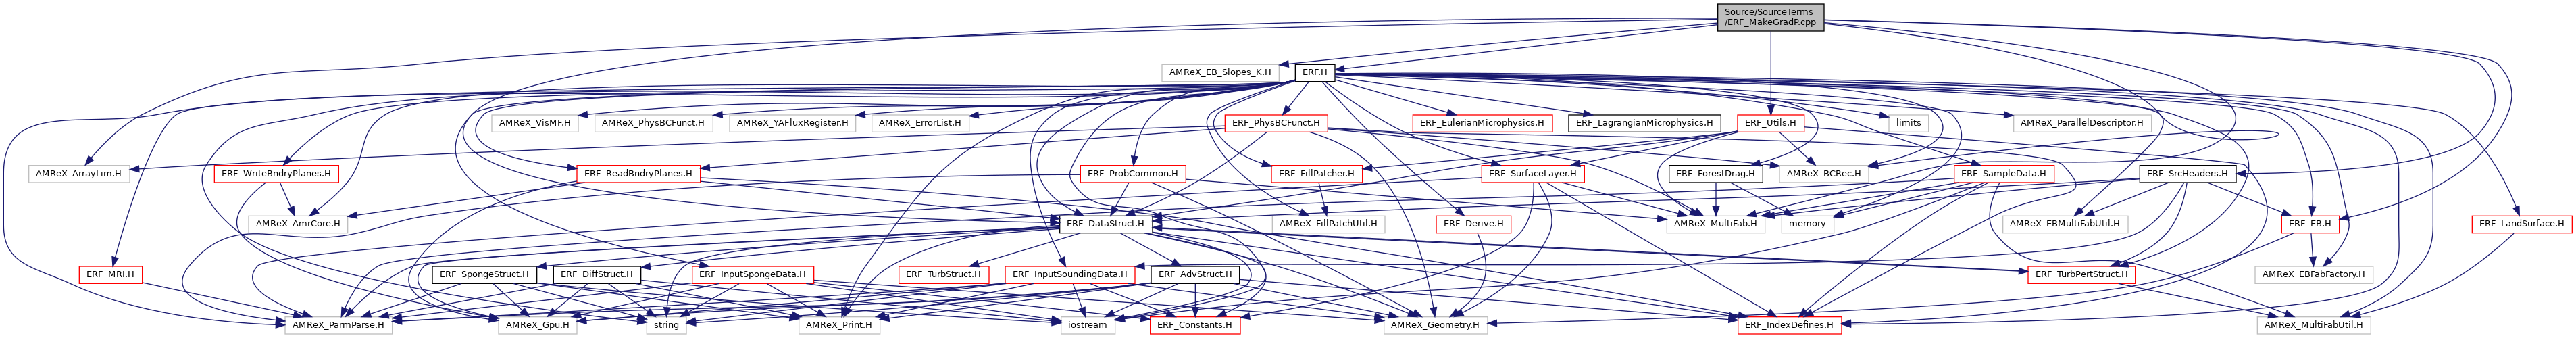 Source/SourceTerms
/ERF_MakeGradP.cpp
AMReX_EB_Slopes_K.H
ERF.H
AMReX_VisMF.H
AMReX_PhysBCFunct.H
AMReX_YAFluxRegister.H
AMReX_ErrorList.H
ERF_PhysBCFunct.H
ERF_EulerianMicrophysics.H
ERF_LagrangianMicrophysics.H
ERF_Utils.H
limits
AMReX_ParallelDescriptor.H
AMReX_ArrayLim.H
ERF_WriteBndryPlanes.H
ERF_ReadBndryPlanes.H
ERF_ProbCommon.H
ERF_FillPatcher.H
ERF_SurfaceLayer.H
ERF_ForestDrag.H
AMReX_BCRec.H
ERF_SampleData.H
ERF_SrcHeaders.H
AMReX_AmrCore.H
ERF_DataStruct.H
AMReX_FillPatchUtil.H
ERF_Derive.H
AMReX_MultiFab.H
memory
AMReX_EBMultiFabUtil.H
ERF_EB.H
ERF_LandSurface.H
ERF_MRI.H
ERF_SpongeStruct.H
ERF_DiffStruct.H
ERF_InputSpongeData.H
ERF_TurbStruct.H
ERF_InputSoundingData.H
ERF_AdvStruct.H
ERF_TurbPertStruct.H
AMReX_EBFabFactory.H
AMReX_ParmParse.H
AMReX_Gpu.H
string
AMReX_Print.H
iostream
ERF_Constants.H
AMReX_Geometry.H
ERF_IndexDefines.H
AMReX_MultiFabUtil.H